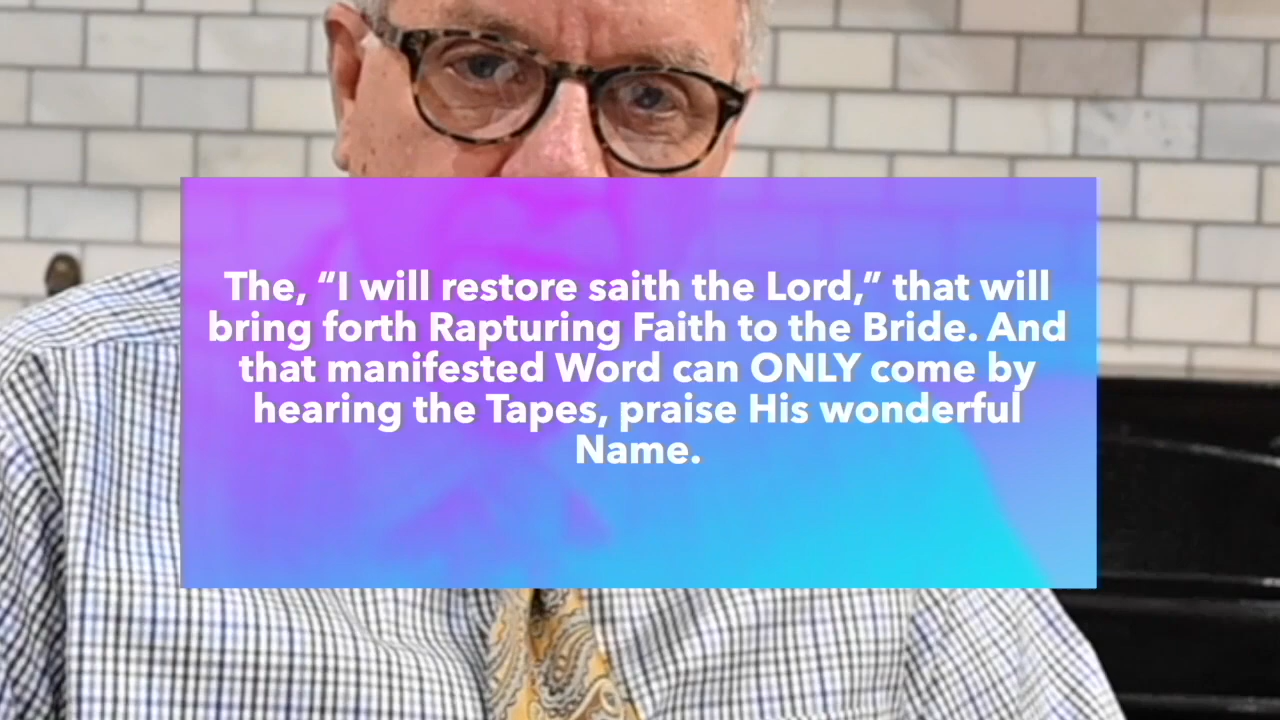 The, “I will restore saith the Lord,” that will
bring forth Rapturing Faith to the Bride. And
that manifested Word can ONLY come by
hearing the Tapes, praise His wonderful
Name.